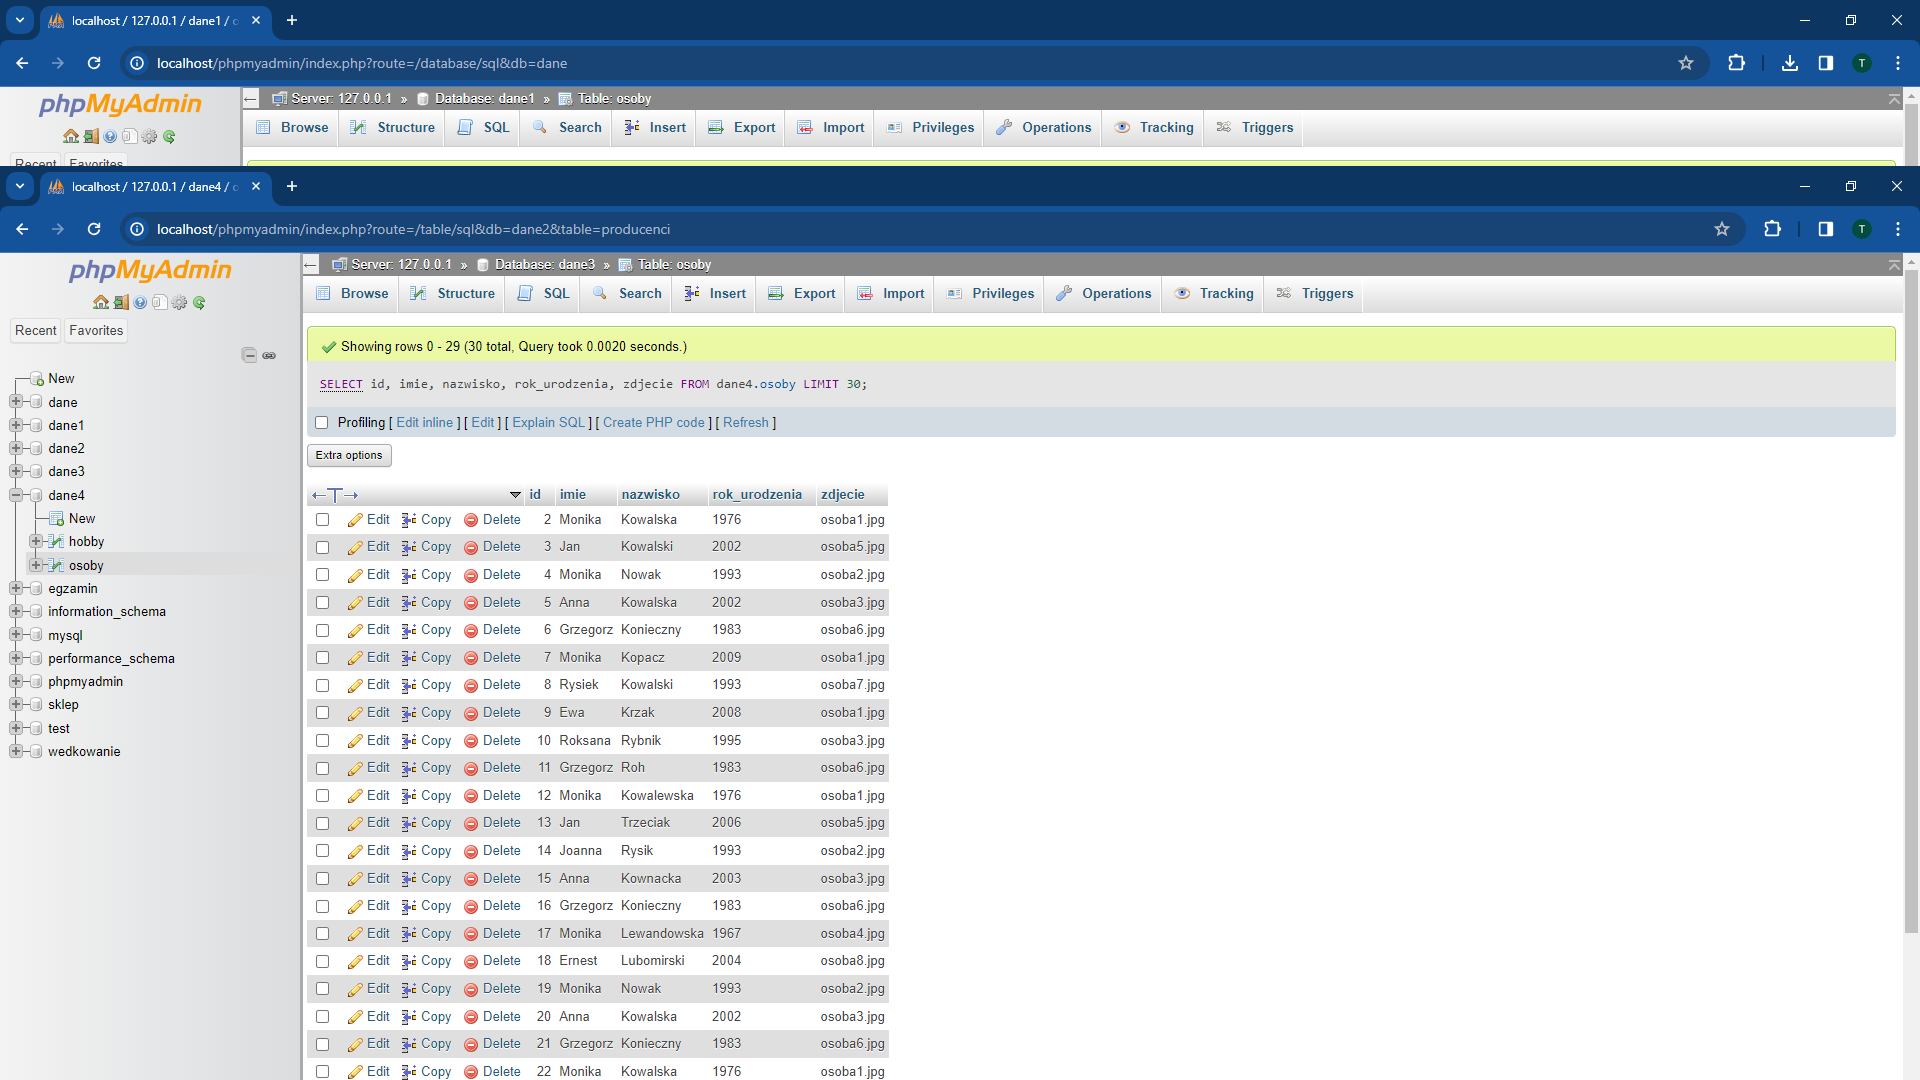 localhost / 127.0.0.1 / dane1 / o
localhost/phpmyadmin/index.php?route=/database/sql&db=dane
T
phpMyAdmin
Server: 127.0.0.1 » Database: dane1 » Table: osoby
Browse Structure SQL Search Insert Export Import Privileges Operations Tracking Triggers
Recent Favorites
localhost / 127.0.0.1 / dane4 / o
localhost/phpmyadmin/index.php?route=/table/sql&db=dane2&table=producenci
T
phpMyAdmin
Server: 127.0.0.1 » Database: dane3 » Table: osoby
Browse Structure SQL Search Insert Export Import Privileges Operations Tracking Triggers
Recent Favorites
New
dane
dane1
dane2
dane3
dane4
New
hobby
osoby
egzamin
information_schema
mysql
performance_schema
phpmyadmin
sklep
test
wedkowanie
Showing rows 0 - 29 (30 total, Query took 0.0020 seconds.)
SELECT id, imie, nazwisko, rok_urodzenia, zdjecie FROM dane4.osoby LIMIT 30;
Profiling [ Edit inline ] [ Edit ] [ Explain SQL ] [ Create PHP code ] [ Refresh ]
Extra options
←T→ id imie nazwisko rok_urodzenia zdjecie
Edit Copy Delete 2 Monika Kowalska 1976 osoba1.jpg
Edit Copy Delete 3 Jan Kowalski 2002 osoba5.jpg
Edit Copy Delete 4 Monika Nowak 1993 osoba2.jpg
Edit Copy Delete 5 Anna Kowalska 2002 osoba3.jpg
Edit Copy Delete 6 Grzegorz Konieczny 1983 osoba6.jpg
Edit Copy Delete 7 Monika Kopacz 2009 osoba1.jpg
Edit Copy Delete 8 Rysiek Kowalski 1993 osoba7.jpg
Edit Copy Delete 9 Ewa Krzak 2008 osoba1.jpg
Edit Copy Delete 10 Roksana Rybnik 1995 osoba3.jpg
Edit Copy Delete 11 Grzegorz Roh 1983 osoba6.jpg
Edit Copy Delete 12 Monika Kowalewska 1976 osoba1.jpg
Edit Copy Delete 13 Jan Trzeciak 2006 osoba5.jpg
Edit Copy Delete 14 Joanna Rysik 1993 osoba2.jpg
Edit Copy Delete 15 Anna Kownacka 2003 osoba3.jpg
Edit Copy Delete 16 Grzegorz Konieczny 1983 osoba6.jpg
Edit Copy Delete 17 Monika Lewandowska 1967 osoba4.jpg
Edit Copy Delete 18 Ernest Lubomirski 2004 osoba8.jpg
Edit Copy Delete 19 Monika Nowak 1993 osoba2.jpg
Edit Copy Delete 20 Anna Kowalska 2002 osoba3.jpg
Edit Copy Delete 21 Grzegorz Konieczny 1983 osoba6.jpg
Edit Copy Delete 22 Monika Kowalska 1976 osoba1.jpg